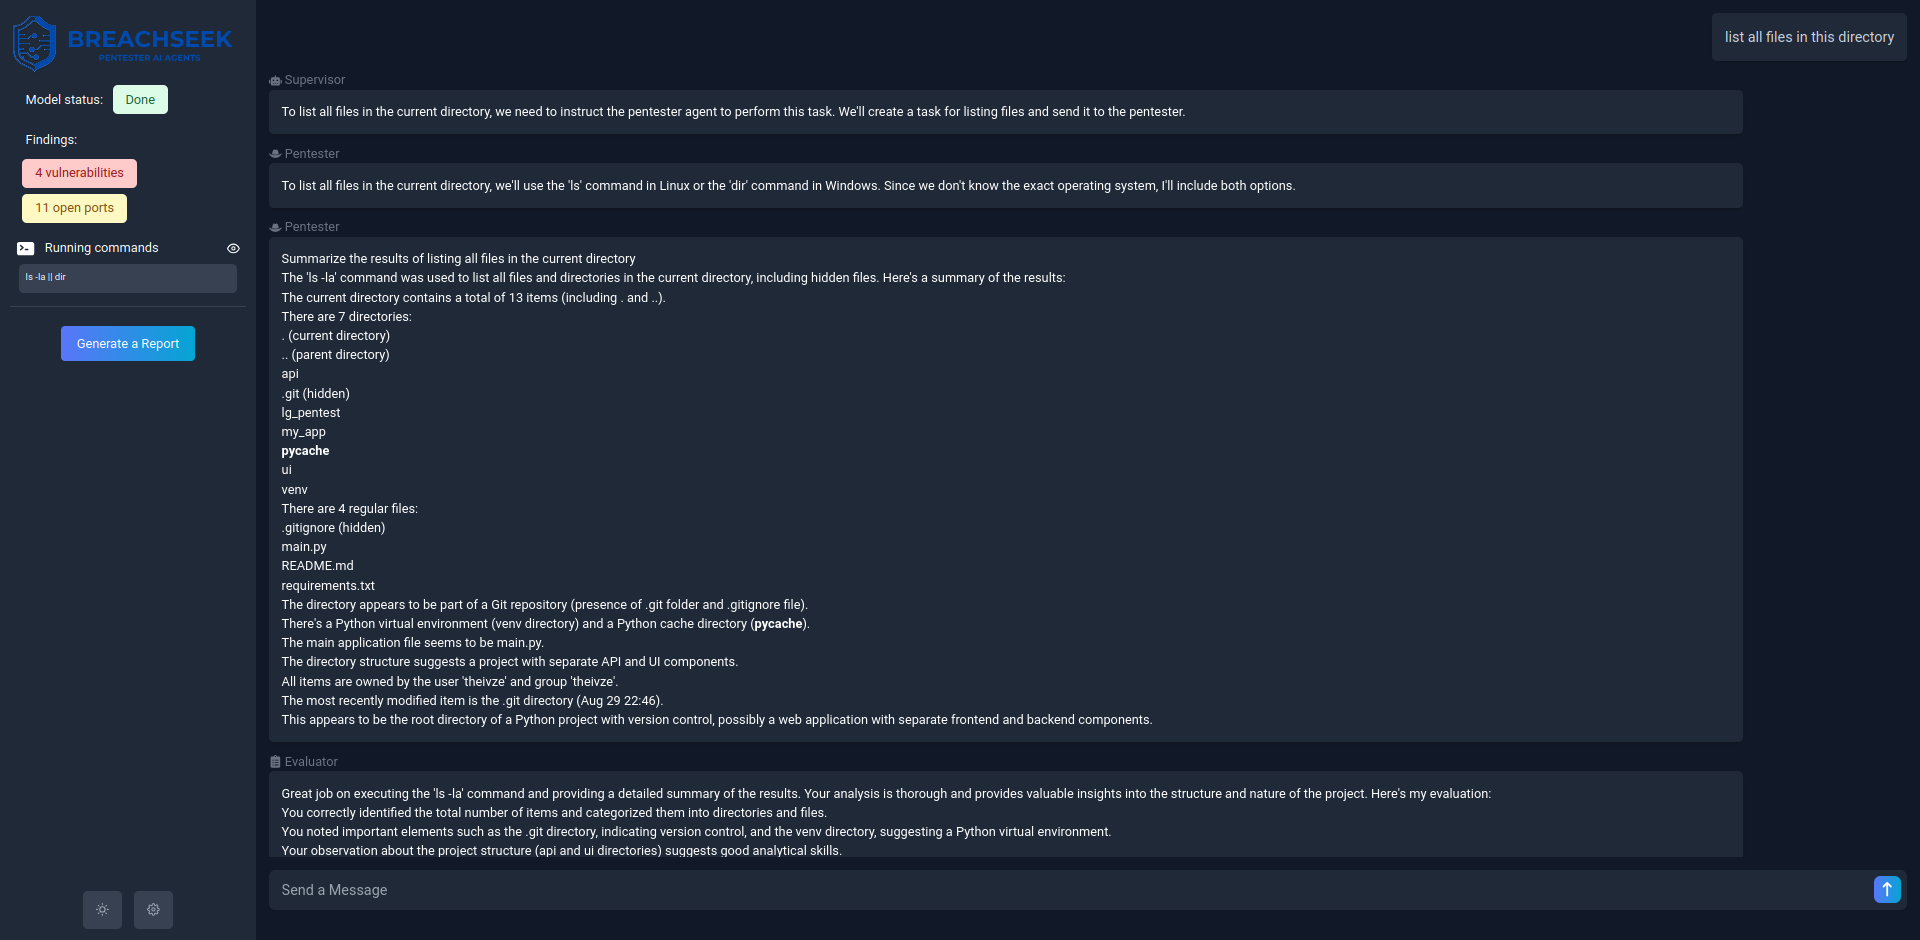 BREACHSEEK
PENTESTER AI AGENTS
Model status: Done
Findings:
4 vulnerabilities
11 open ports
Running commands
ls -la || dir
Generate a Report
list all files in this directory
Supervisor
To list all files in the current directory, we need to instruct the pentester agent to perform this task. We'll create a task for listing files and send it to the pentester.
Pentester
To list all files in the current directory, we'll use the 'ls' command in Linux or the 'dir' command in Windows. Since we don't know the exact operating system, I'll include both options.
Pentester
Summarize the results of listing all files in the current directory
The 'ls -la' command was used to list all files and directories in the current directory, including hidden files. Here's a summary of the results:
The current directory contains a total of 13 items (including . and ..).
There are 7 directories:
. (current directory)
.. (parent directory)
api
.git (hidden)
lg_pentest
my_app
pycache
ui
venv
There are 4 regular files:
.gitignore (hidden)
main.py
README.md
requirements.txt
The directory appears to be part of a Git repository (presence of .git folder and .gitignore file).
There's a Python virtual environment (venv directory) and a Python cache directory (pycache).
The main application file seems to be main.py.
The directory structure suggests a project with separate API and UI components.
All items are owned by the user 'theivze' and group 'theivze'.
The most recently modified item is the .git directory (Aug 29 22:46).
This appears to be the root directory of a Python project with version control, possibly a web application with separate frontend and backend components.
Evaluator
Great job on executing the 'ls -la' command and providing a detailed summary of the results. Your analysis is thorough and provides valuable insights into the structure and nature of the project. Here's my evaluation:
You correctly identified the total number of items and categorized them into directories and files.
You noted important elements such as the .git directory, indicating version control, and the venv directory, suggesting a Python virtual environment.
Your observation about the project structure (api and ui directories) suggests good analytical skills.
Send a Message